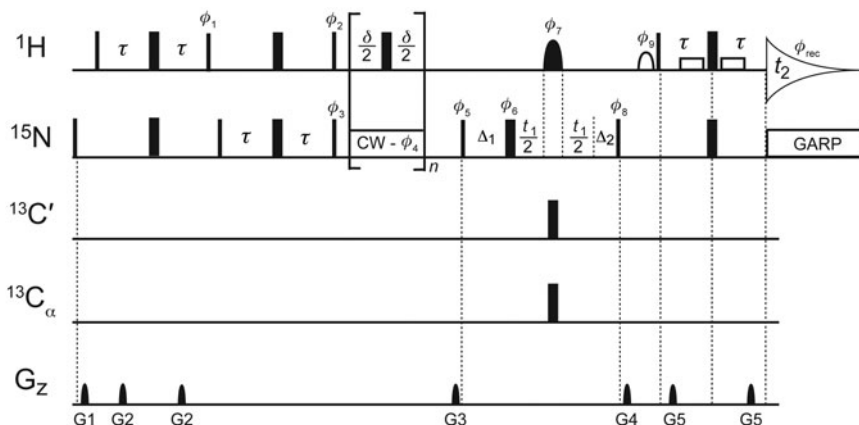 ¹H τ τ ϕ₁ ϕ₂ δ/2 δ/2 ϕ₇ ϕ₉ τ τ ϕrec t₂
¹⁵N τ τ ϕ₃ CW - ϕ₄ n ϕ₅ Δ₁ ϕ₆ t₁/2 t₁/2 Δ₂ ϕ₈ GARP
¹³C′
¹³Cα
Gz
G1 G2 G2 G3 G4 G5 G5